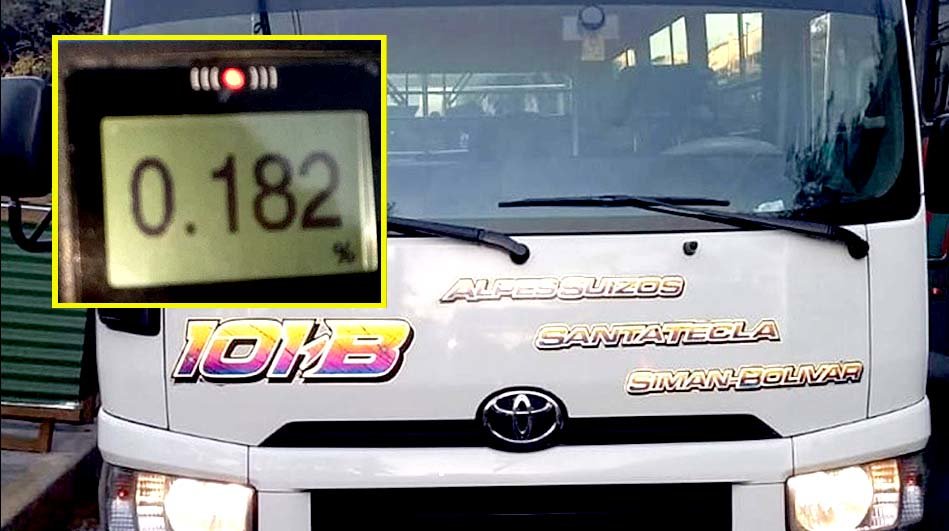 0.182
%
ALPES SUIZOS
101-B
SANTA TECLA
SIMAN-BOLIVAR